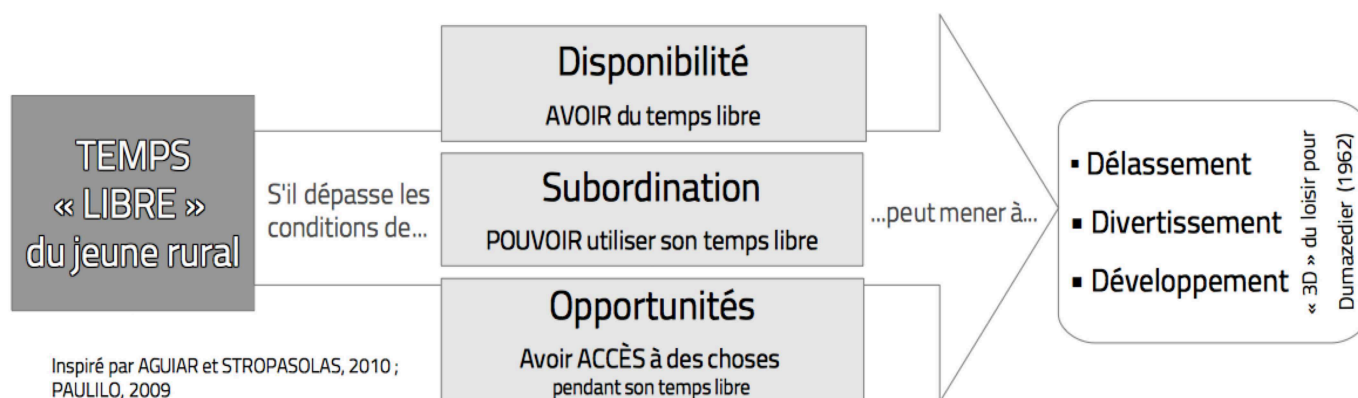 TEMPS
« LIBRE »
du jeune rural
S'il dépasse les
conditions de...
Disponibilité
AVOIR du temps libre
Subordination
POUVOIR utiliser son temps libre
Opportunités
Avoir ACCÈS à des choses
pendant son temps libre
...peut mener à...
▪ Délassement
▪ Divertissement
▪ Développement
« 3D » du loisir pour
Dumazedier (1962)
Inspiré par AGUIAR et STROPASOLAS, 2010 ;
PAULILO, 2009